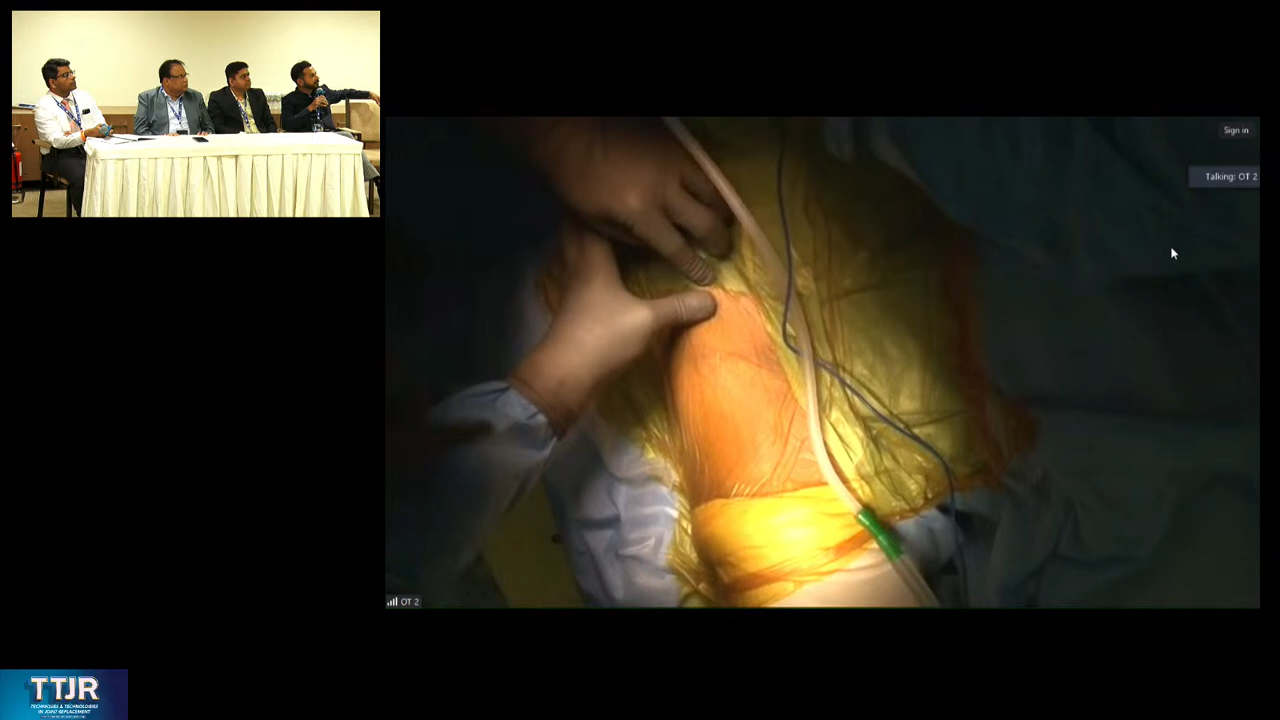 Sign in
Talking: OT 2
OT 2
TTJR
TECHNIQUES & TECHNOLOGIES
IN JOINT REPLACEMENT